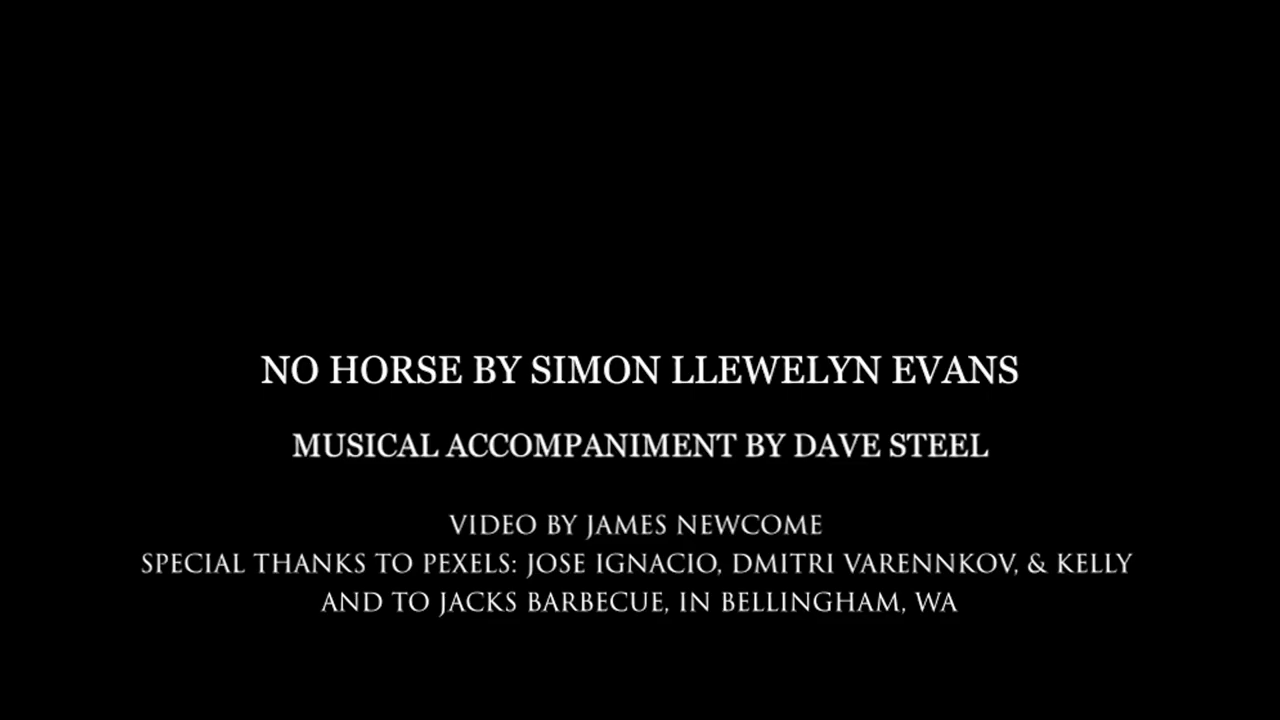 NO HORSE BY SIMON LLEWELYN EVANS
MUSICAL ACCOMPANIMENT BY DAVE STEEL
VIDEO BY JAMES NEWCOME
SPECIAL THANKS TO PEXELS: JOSE IGNACIO, DMITRI VARENNKOV, & KELLY
AND TO JACKS BARBECUE, IN BELLINGHAM, WA